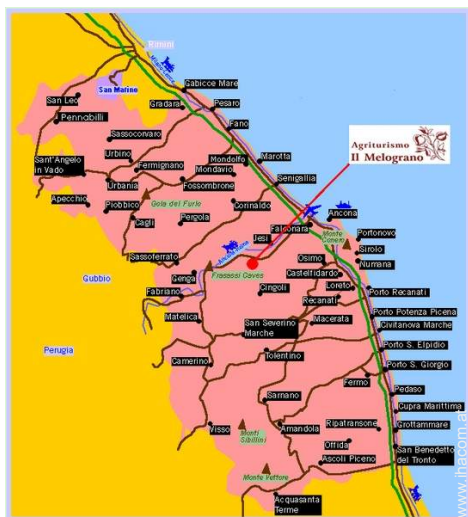 Rimini
San Marino
Gabicce Mare
San Leo
Gradara
Pesaro
Pennabilli
Fano
Sassocorvaro
Sant'Angelo
in Vado
Urbino
Fermignano
Mondolfo
Marotta
Mondavio
Urbania
Fossombrone
Senigallia
Agriturismo
Il Melograno
Apecchio
Piobbico
Gola del Furlo
Corinaldo
Cagli
Pergola
Ancona
Falconara
Portonovo
Jesi
Monte
Conero
Sirolo
Sassoferrato
Osimo
Numana
Gubbio
Genga
Frasassi Caves
Castelfidardo
Fabriano
Cingoli
Loreto
Porto Recanati
Recanati
Matelica
Macerata
Porto Potenza Picena
San Severino
Marche
Civitanova Marche
Perugia
Tolentino
Porto S. Elpidio
Camerino
Porto S. Giorgio
Fermo
Sarnano
Pedaso
Cupra Marittima
Visso
Monti
Sibillini
Amandola
Ripatransone
Grottammare
Offida
San Benedetto
del Tronto
Monte Vettore
Ascoli Piceno
Acquasanta
Terme
www.ihacom.at